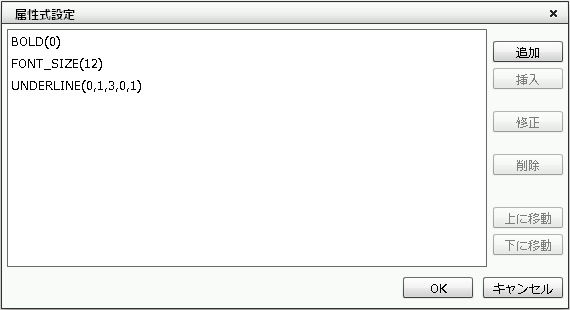 属性式設定
BOLD(0)
FONT_SIZE(12)
UNDERLINE(0,1,3,0,1)
追加
挿入
修正
削除
上に移動
下に移動
OK
キャンセル